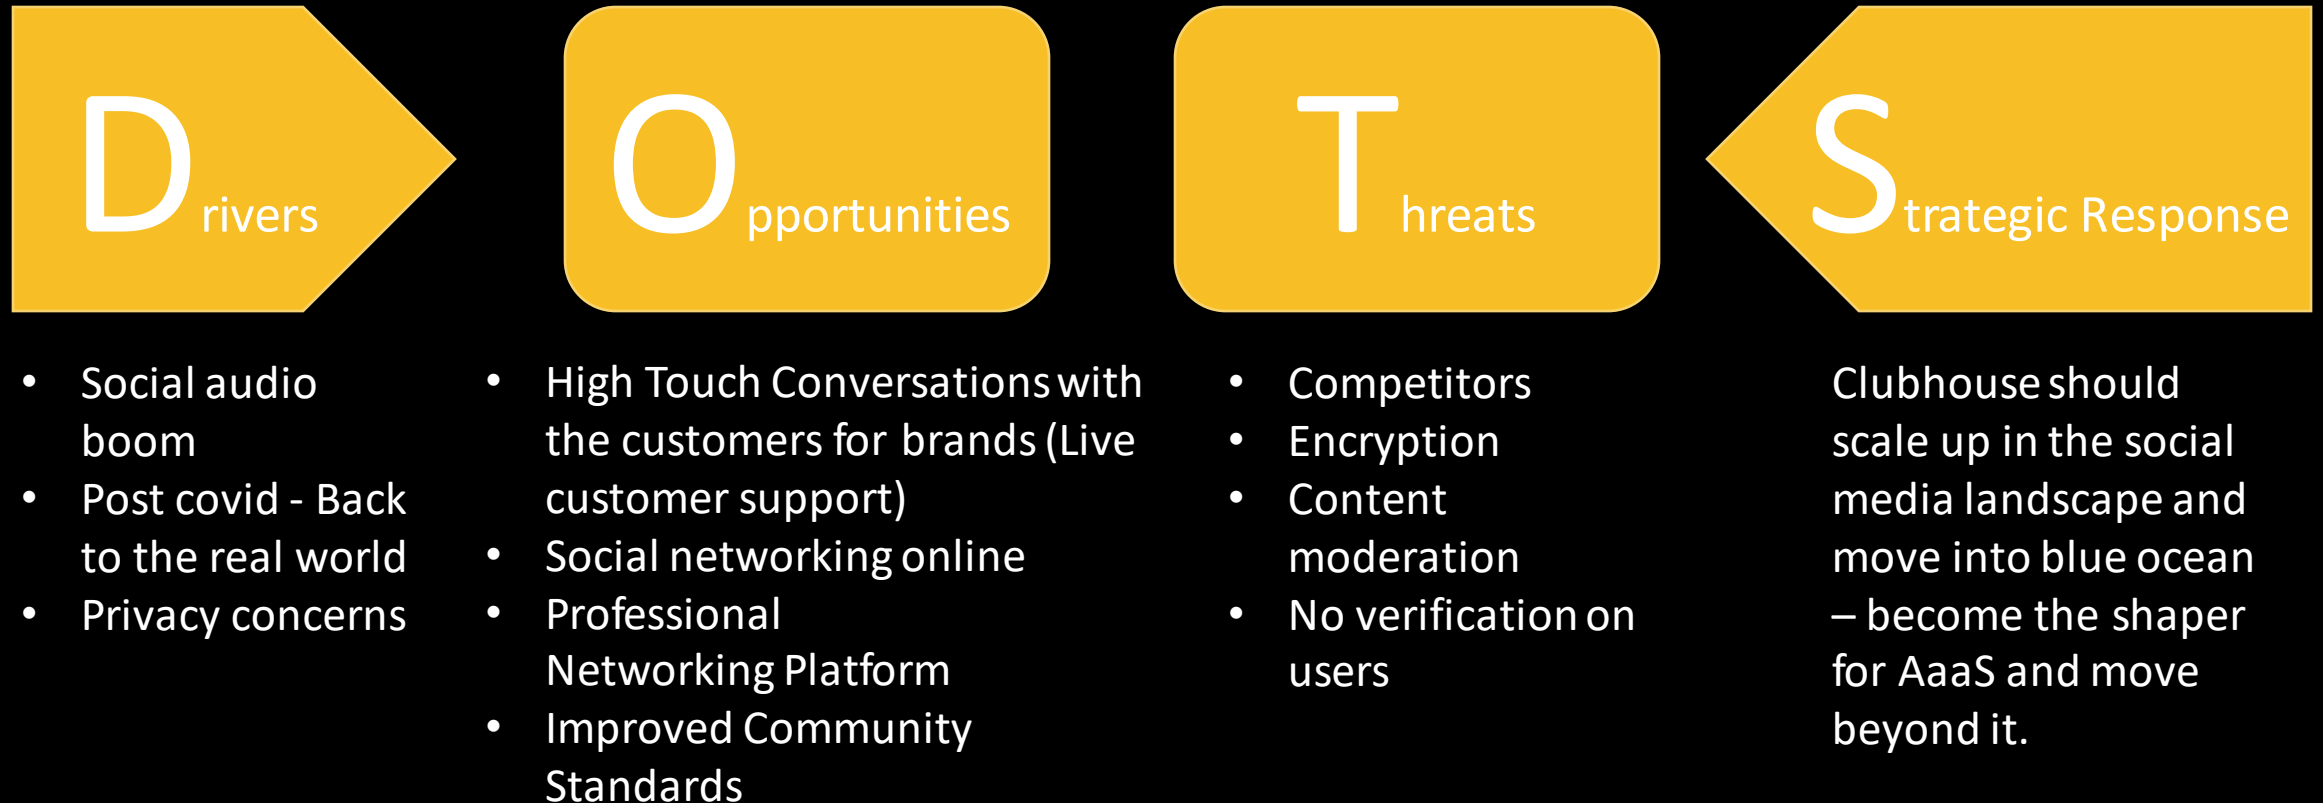 Drivers
Opportunities
Threats
Strategic Response
• Social audio
boom
• Post covid - Back
to the real world
• Privacy concerns
• High Touch Conversations with
the customers for brands (Live
customer support)
• Social networking online
• Professional
Networking Platform
• Improved Community
Standards
• Competitors
• Encryption
• Content
moderation
• No verification on
users
Clubhouse should
scale up in the social
media landscape and
move into blue ocean
– become the shaper
for AaaS and move
beyond it.